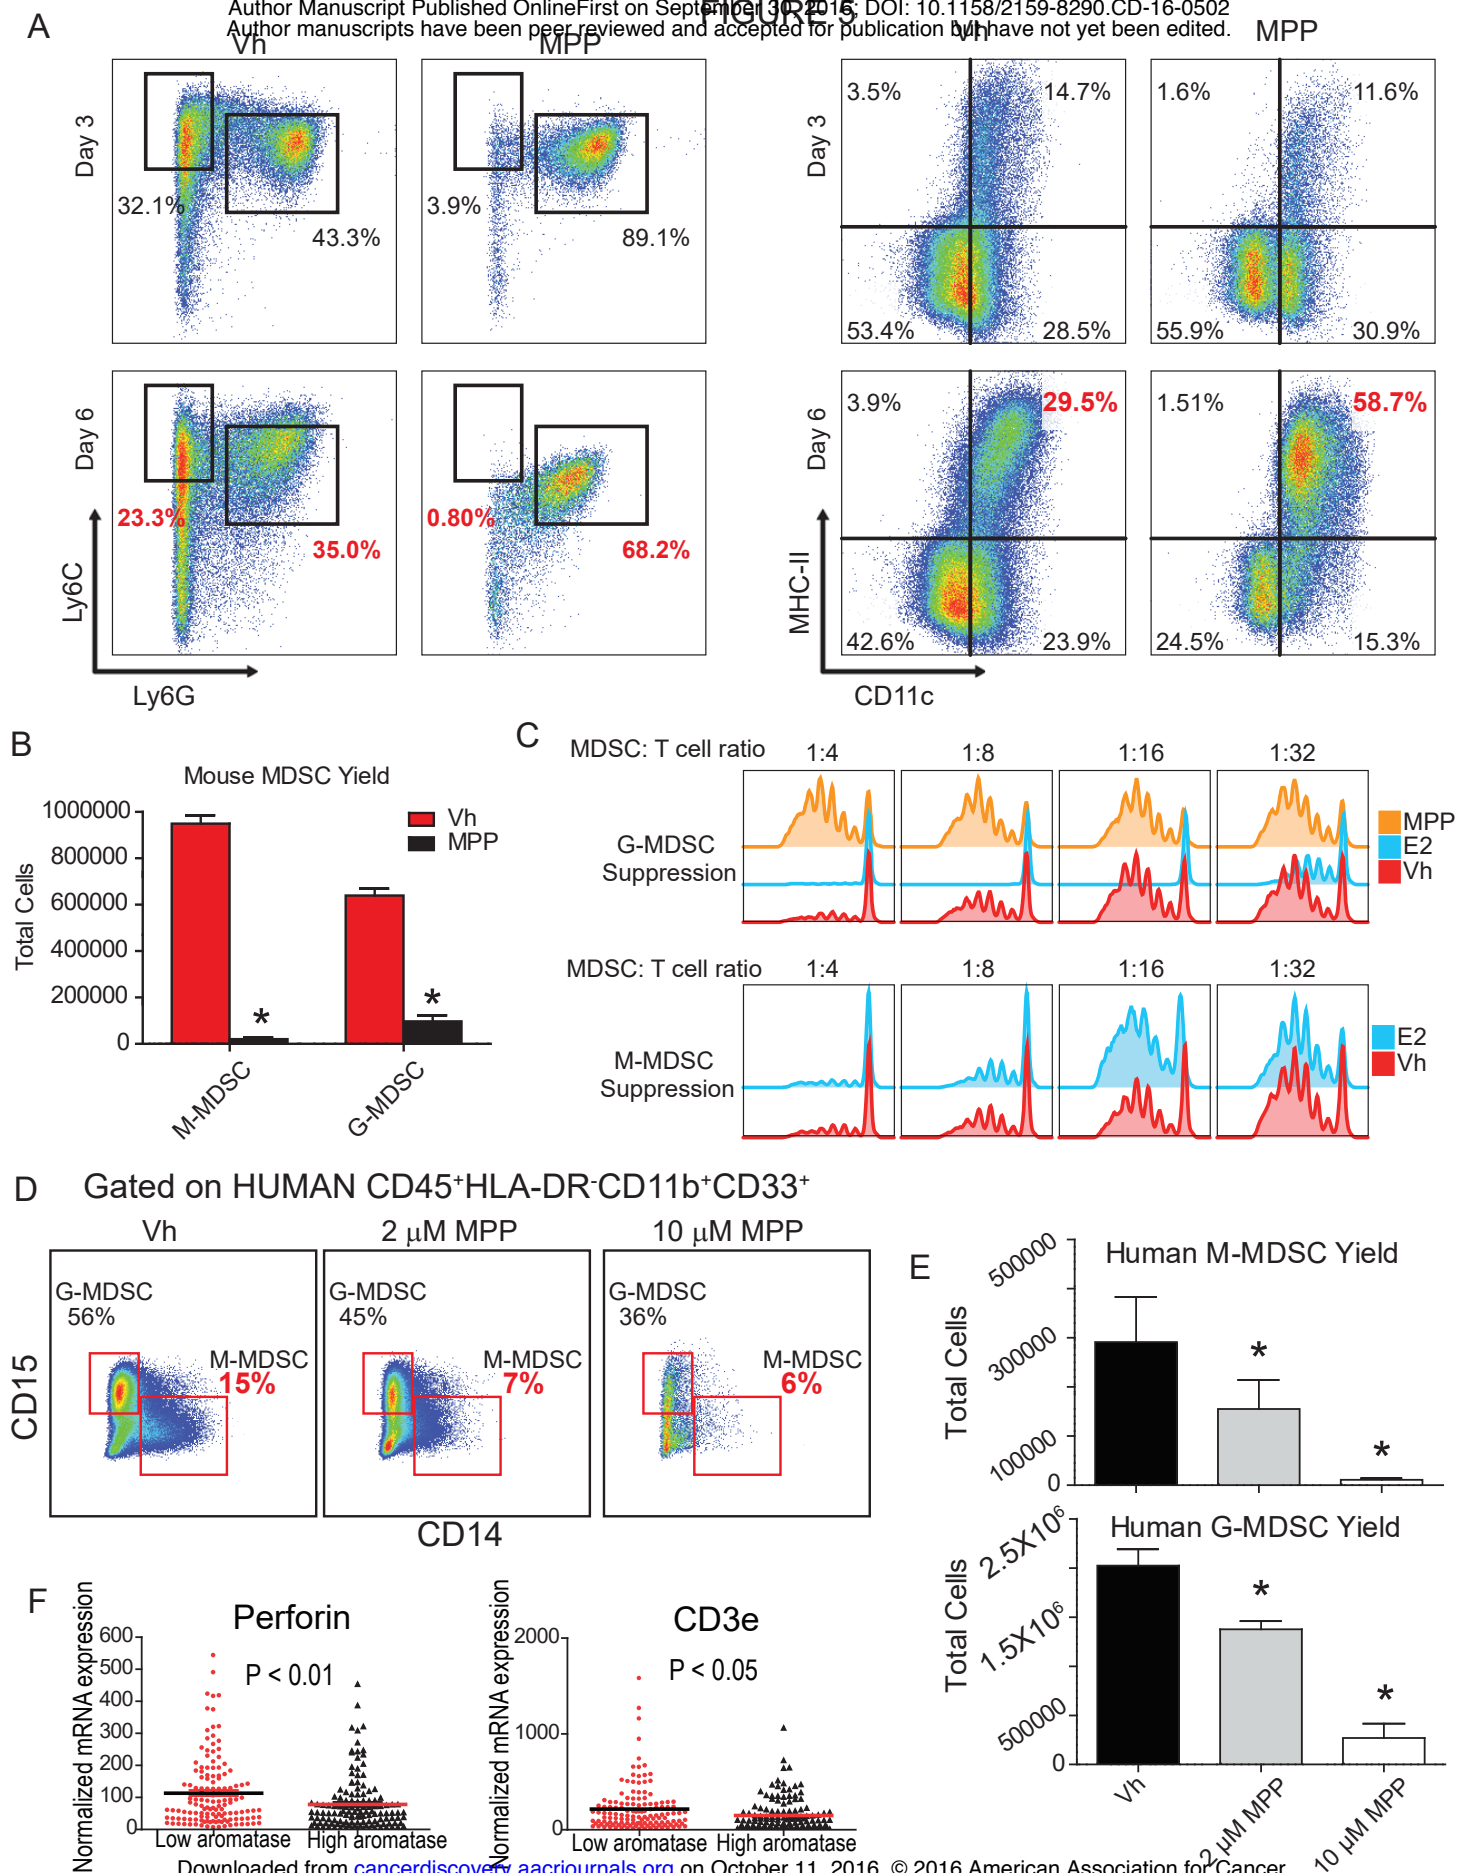 Author Manuscript Published OnlineFirst on September 30, 2016; DOI: 10.1158/2159-8290.CD-16-0502
FIGURE 5
Author manuscripts have been peer reviewed and accepted for publication but have not yet been edited.
A
Vh
MPP
Vh
MPP
Day 3
32.1%
43.3%
3.9%
89.1%
Day 3
3.5%
14.7%
53.4%
28.5%
1.6%
11.6%
55.9%
30.9%
Day 6
23.3%
35.0%
0.80%
68.2%
Day 6
3.9%
29.5%
42.6%
23.9%
1.51%
58.7%
24.5%
15.3%
Ly6C
Ly6G
MHC-II
CD11c
B
Mouse MDSC Yield
Total Cells
1000000
800000
600000
400000
200000
0
Vh
MPP
*
*
M-MDSC
G-MDSC
C
MDSC: T cell ratio
1:4
1:8
1:16
1:32
G-MDSC
Suppression
MPP
E2
Vh
MDSC: T cell ratio
1:4
1:8
1:16
1:32
M-MDSC
Suppression
E2
Vh
D
Gated on HUMAN CD45⁺HLA-DR⁻CD11b⁺CD33⁺
Vh
2 μM MPP
10 μM MPP
G-MDSC
56%
M-MDSC
15%
G-MDSC
45%
M-MDSC
7%
G-MDSC
36%
M-MDSC
6%
CD15
CD14
E
Human M-MDSC Yield
Total Cells
500000
300000
100000
0
*
*
Human G-MDSC Yield
Total Cells
2.5X10⁶
1.5X10⁶
500000
0
*
*
Vh
2 μM MPP
10 μM MPP
F
Perforin
P < 0.01
Normalized mRNA expression
600
500
400
300
200
100
0
Low aromatase
High aromatase
CD3e
P < 0.05
Normalized mRNA expression
2000
1000
0
Low aromatase
High aromatase
Downloaded from cancerdiscovery.aacrjournals.org on October 11, 2016. © 2016 American Association for Cancer